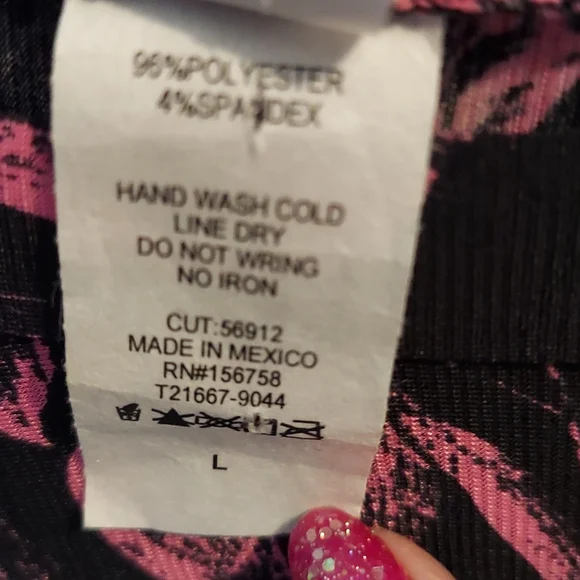 96%POLYESTER
4%SPANDEX
HAND WASH COLD
LINE DRY
DO NOT WRING
NO IRON
CUT:56912
MADE IN MEXICO
RN#156758
T21667-9044
L